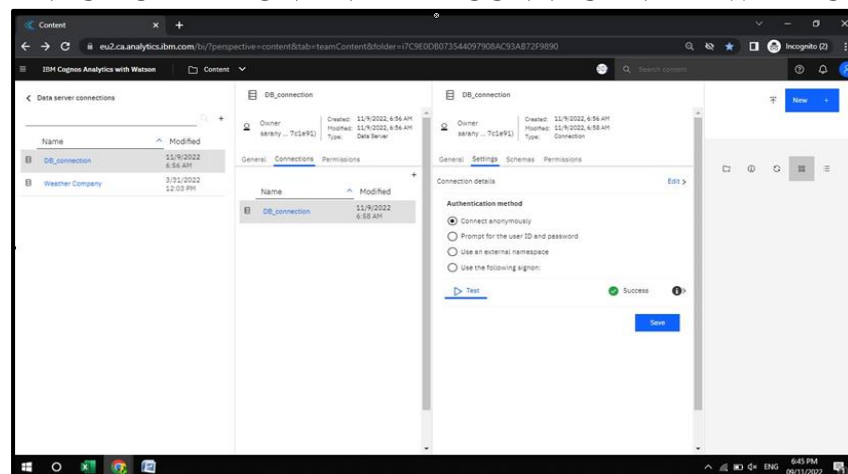 Content
eu2.ca.analytics.ibm.com/bi/?perspective=content&tab=teamContent&folder=i7C9E0DB073544097908AC93AB72F9890
Incognito (2)
IBM Cognos Analytics with Watson
Content
Search content
Data server connections
Name
Modified
DB_connection
11/9/2022
6:56 AM
Weather Company
3/31/2022
12:03 PM
DB_connection
Owner
sarany ... 7c1e91)
Created: 11/9/2022, 6:56 AM
Modified: 11/9/2022, 6:56 AM
Type: Data Server
General Connections Permissions
Name
Modified
DB_connection
11/9/2022
6:58 AM
DB_connection
Owner
sarany ... 7c1e91)
Created: 11/9/2022, 6:56 AM
Modified: 11/9/2022, 6:58 AM
Type: Connection
General Settings Schemas Permissions
Connection details
Edit
Authentication method
Connect anonymously
Prompt for the user ID and password
Use an external namespace
Use the following signon:
Test
Success
Save
New +
ENG
6:45 PM
09/11/2022